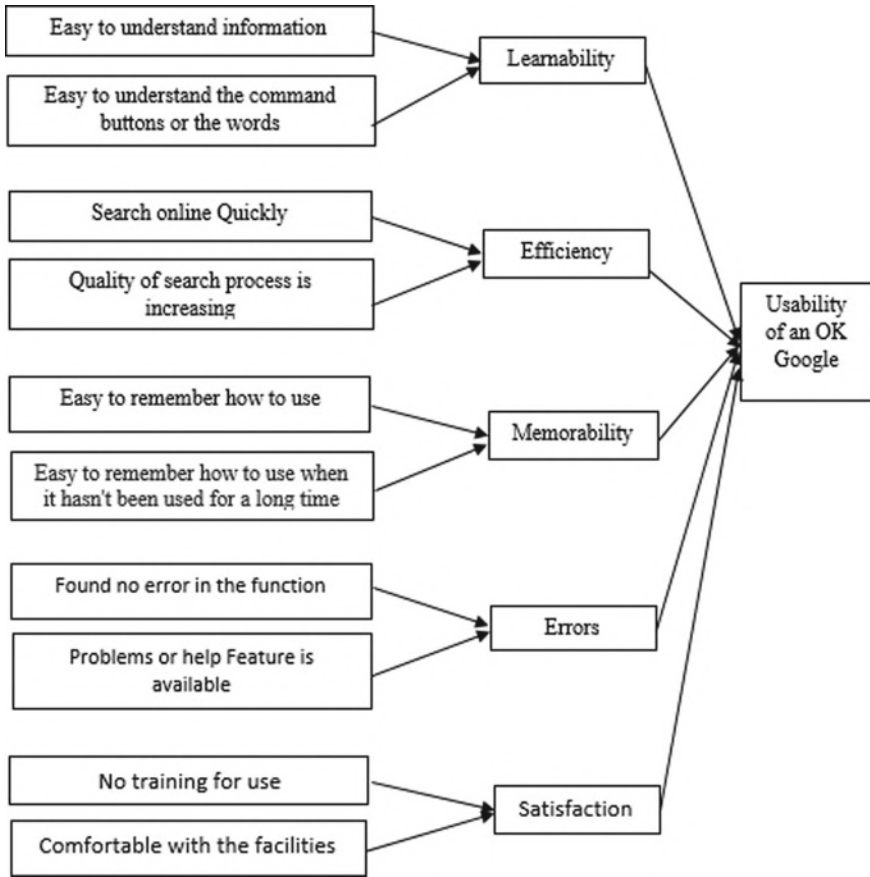 Easy to understand information
Learnability
Easy to understand the command
buttons or the words
Search online Quickly
Efficiency
Quality of search process is
increasing
Usability
of an OK
Google
Easy to remember how to use
Memorability
Easy to remember how to use when
it hasn't been used for a long time
Found no error in the function
Errors
Problems or help Feature is
available
No training for use
Satisfaction
Comfortable with the facilities